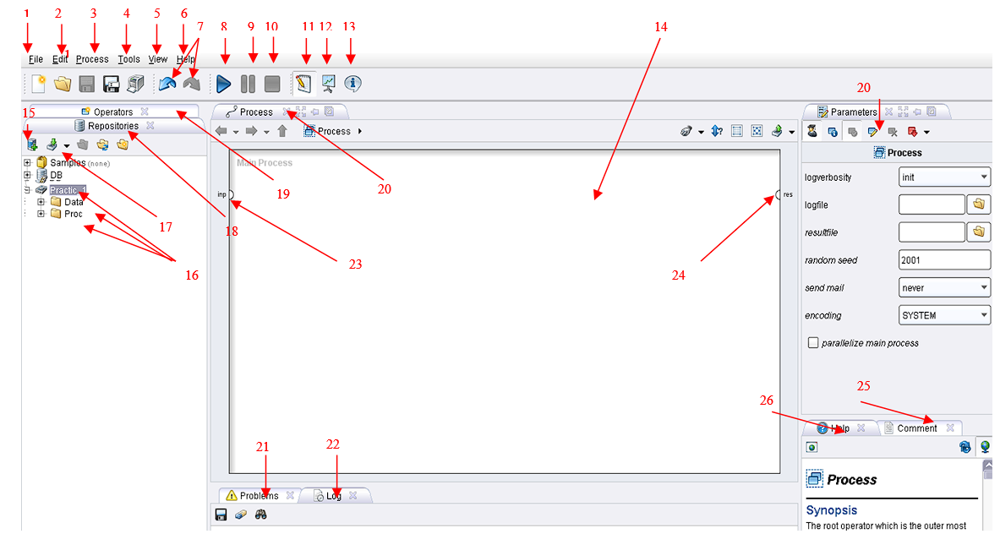 1 2 3 4 5 6 7 8 9 10 11 12 13 14
File Edit Process Tools View Help
1
15
Operators
Repositories
Samples (none)
DB
Practic_1
Data
Proc
16
17
18
19
Process
20
Process
Main Process
inp
res
23
24
21
22
Problems
Log
20
Parameters
Process
logverbosity init
logfile
resultfile
random seed 2001
send mail never
encoding SYSTEM
parallelize main process
25
26
Help Comment
Process
Synopsis
The root operator which is the outer most